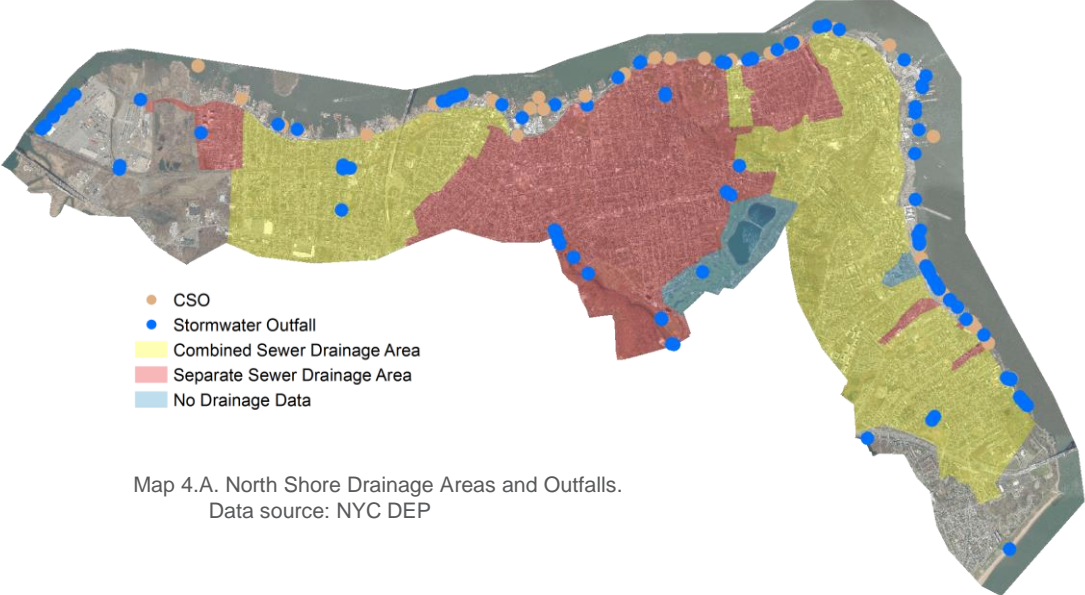 CSO
Stormwater Outfall
Combined Sewer Drainage Area
Separate Sewer Drainage Area
No Drainage Data
Map 4.A. North Shore Drainage Areas and Outfalls.
Data source: NYC DEP